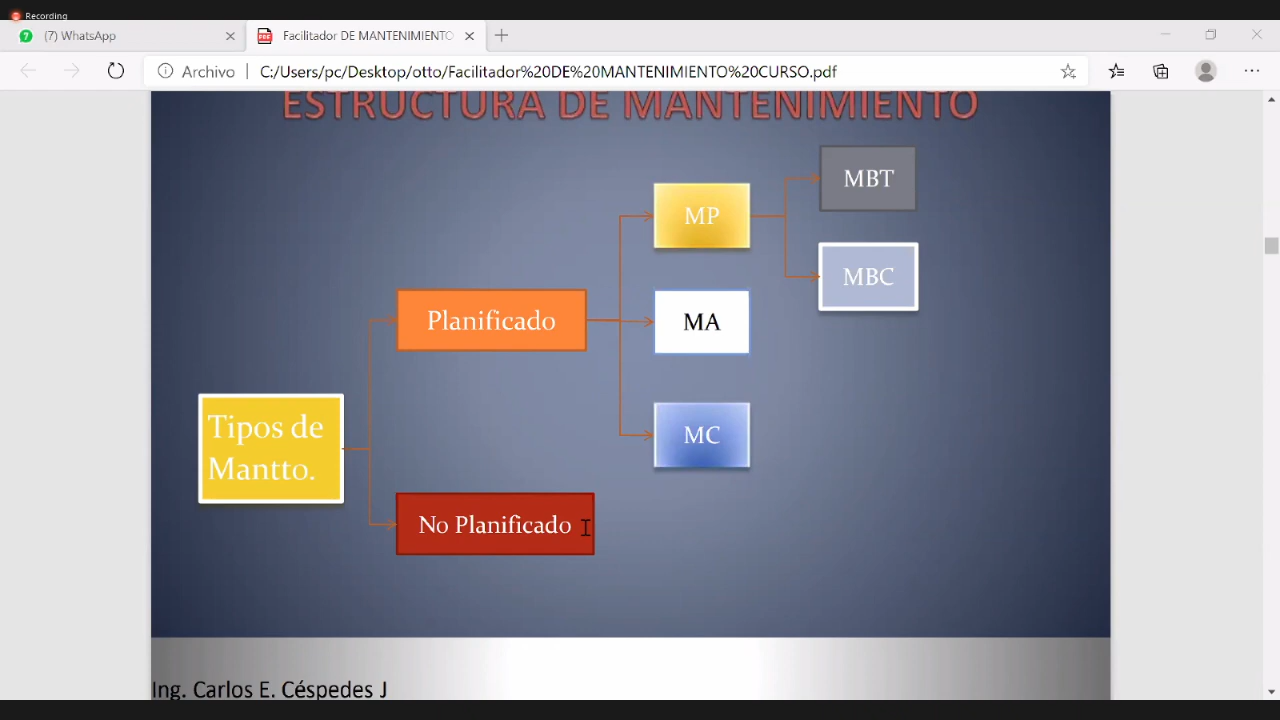 Recording
(7) WhatsApp
Facilitador DE MANTENIMIENTO
Archivo
C:/Users/pc/Desktop/otto/Facilitador%20DE%20MANTENIMIENTO%20CURSO.pdf
ESTRUCTURA DE MANTENIMIENTO
MBT
MP
MBC
Planificado
MA
Tipos de
Mantto.
MC
No Planificado
Ing. Carlos E. Céspedes J